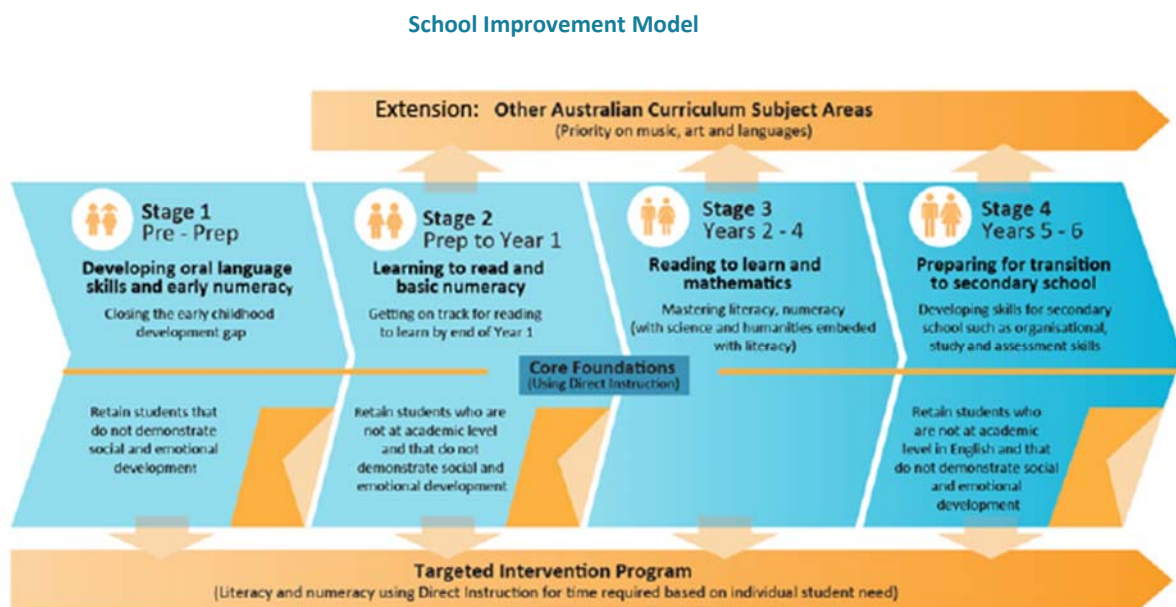 School Improvement Model
Extension: Other Australian Curriculum Subject Areas
(Priority on music, art and languages)
Stage 1
Pre - Prep
Developing oral language
skills and early numeracy
Closing the early childhood
development gap
Stage 2
Prep to Year 1
Learning to read and
basic numeracy
Getting on track for reading
to learn by end of Year 1
Stage 3
Years 2 - 4
Reading to learn and
mathematics
Mastering literacy, numeracy
(with science and humanities embeded
with literacy)
Stage 4
Years 5 - 6
Preparing for transition
to secondary school
Developing skills for secondary
school such as organisational,
study and assessment skills
Core Foundations
(Using Direct Instruction)
Retain students that
do not demonstrate
social and emotional
development
Retain students who are
not at academic level
and that do not
demonstrate social and
emotional development
Retain students who
are not at academic
level in English and that
do not demonstrate social
and emotional
development
Targeted Intervention Program
(Literacy and numeracy using Direct Instruction for time required based on individual student need)